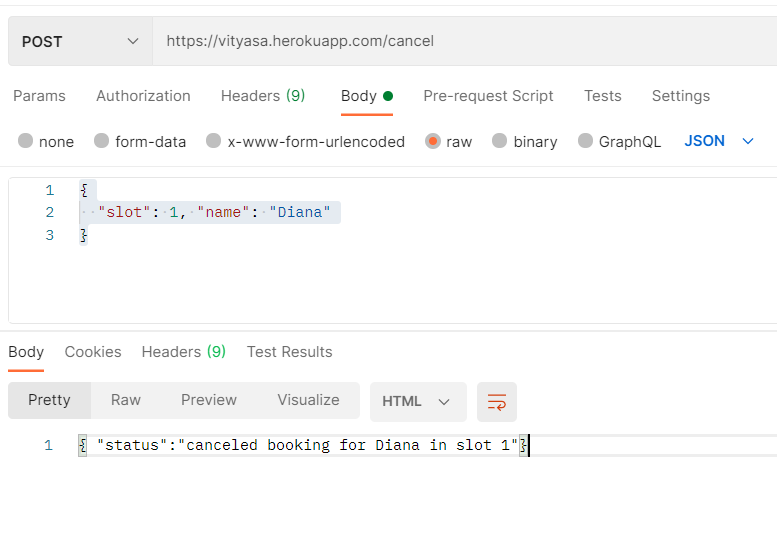 POST https://vityasa.herokuapp.com/cancel
Params Authorization Headers (9) Body Pre-request Script Tests Settings
none form-data x-www-form-urlencoded raw binary GraphQL JSON
1 {
2 "slot": 1, "name": "Diana"
3 }
Body Cookies Headers (9) Test Results
Pretty Raw Preview Visualize HTML
1 { "status":"canceled booking for Diana in slot 1"}